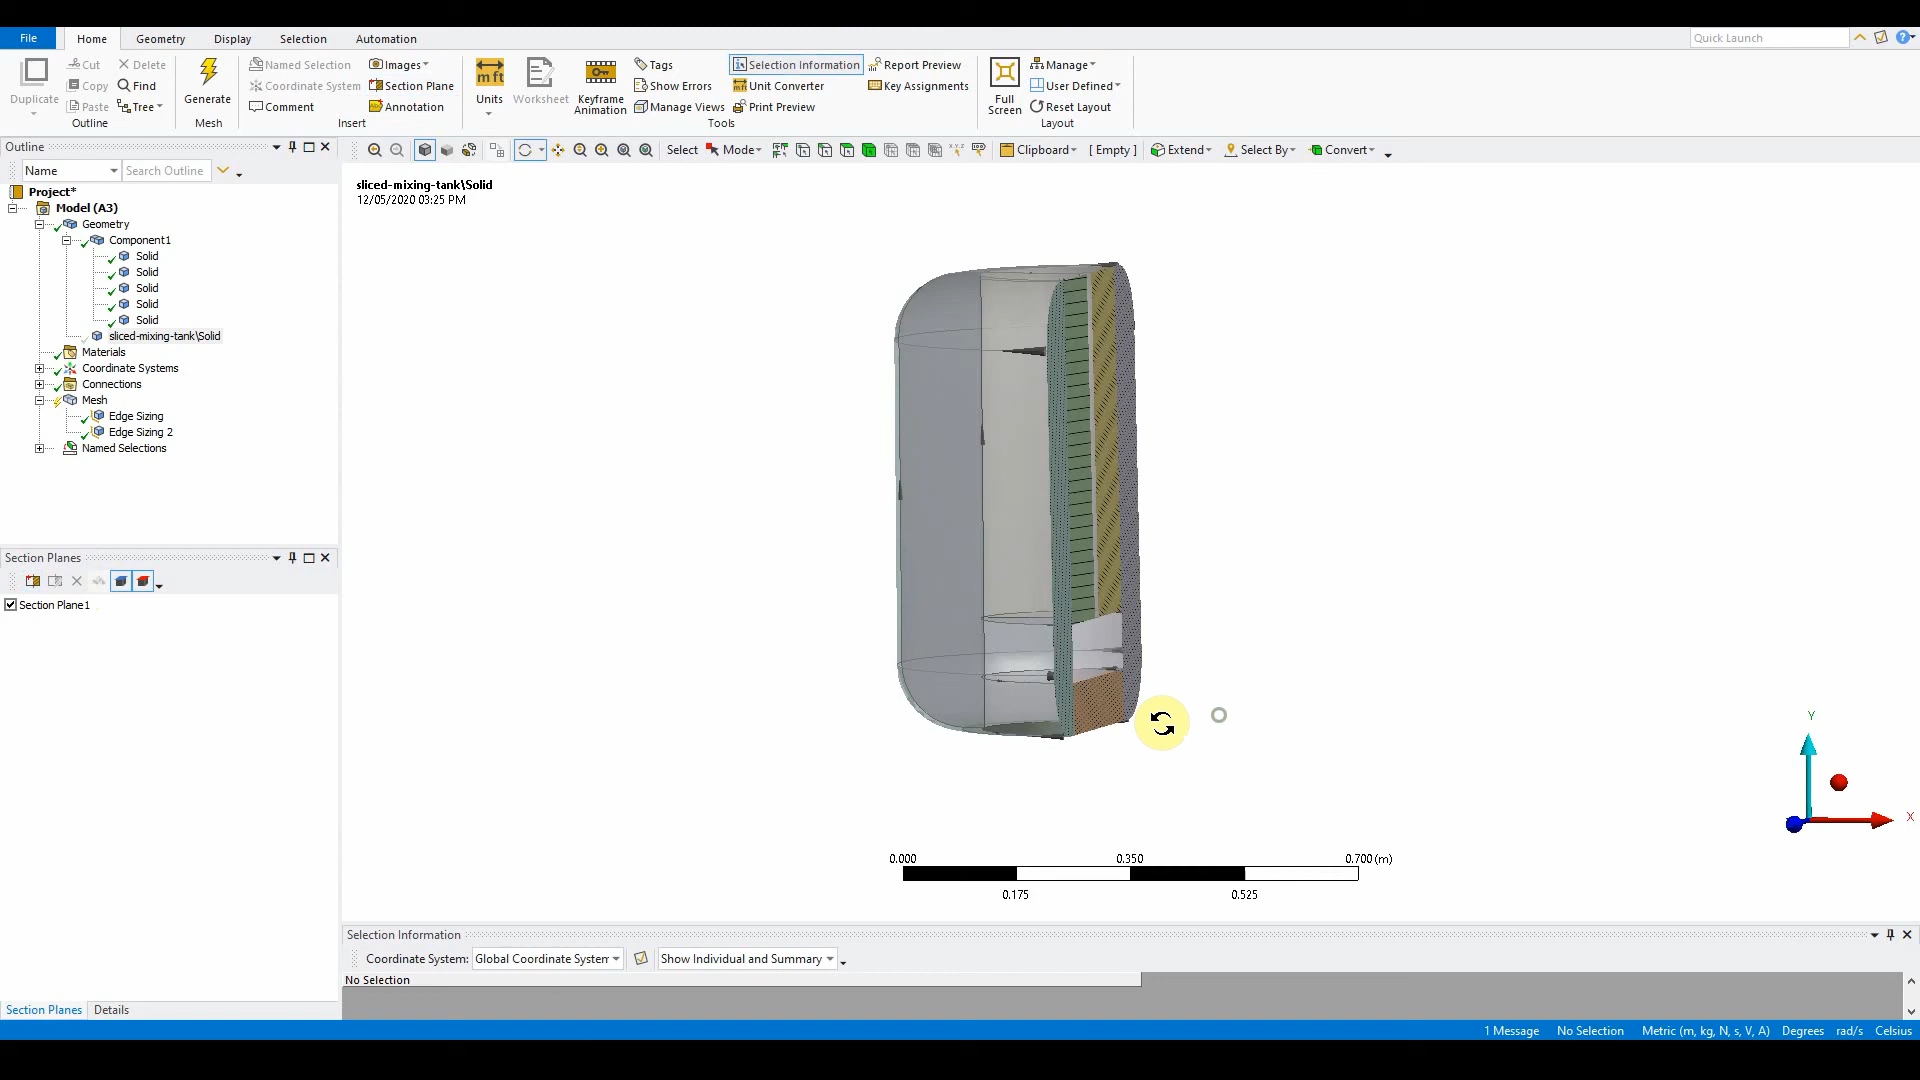 File
Home
Geometry
Display
Selection
Automation
Quick Launch
Duplicate
Cut
Copy
Paste
Delete
Find
Tree
Outline
Generate
Mesh
Named Selection
Coordinate System
Comment
Images
Section Plane
Annotation
Insert
m ft
Units
Worksheet
Keyframe
Animation
Tags
Show Errors
Manage Views
Selection Information
Unit Converter
Print Preview
Tools
Report Preview
Key Assignments
Full
Screen
Manage
User Defined
Reset Layout
Layout
Outline
Name
Search Outline
Select
Mode
Clipboard
[ Empty ]
Extend
Select By
Convert
Project*
Model (A3)
Geometry
Component1
Solid
Solid
Solid
Solid
Solid
sliced-mixing-tank\Solid
Materials
Coordinate Systems
Connections
Mesh
Edge Sizing
Edge Sizing 2
Named Selections
sliced-mixing-tank\Solid
12/05/2020 03:25 PM
Section Planes
Section Plane1
Y
X
0.000
0.350
0.700 (m)
0.175
0.525
Selection Information
Coordinate System:
Global Coordinate System
Show Individual and Summary
No Selection
Section Planes
Details
1 Message
No Selection
Metric (m, kg, N, s, V, A)
Degrees
rad/s
Celsius